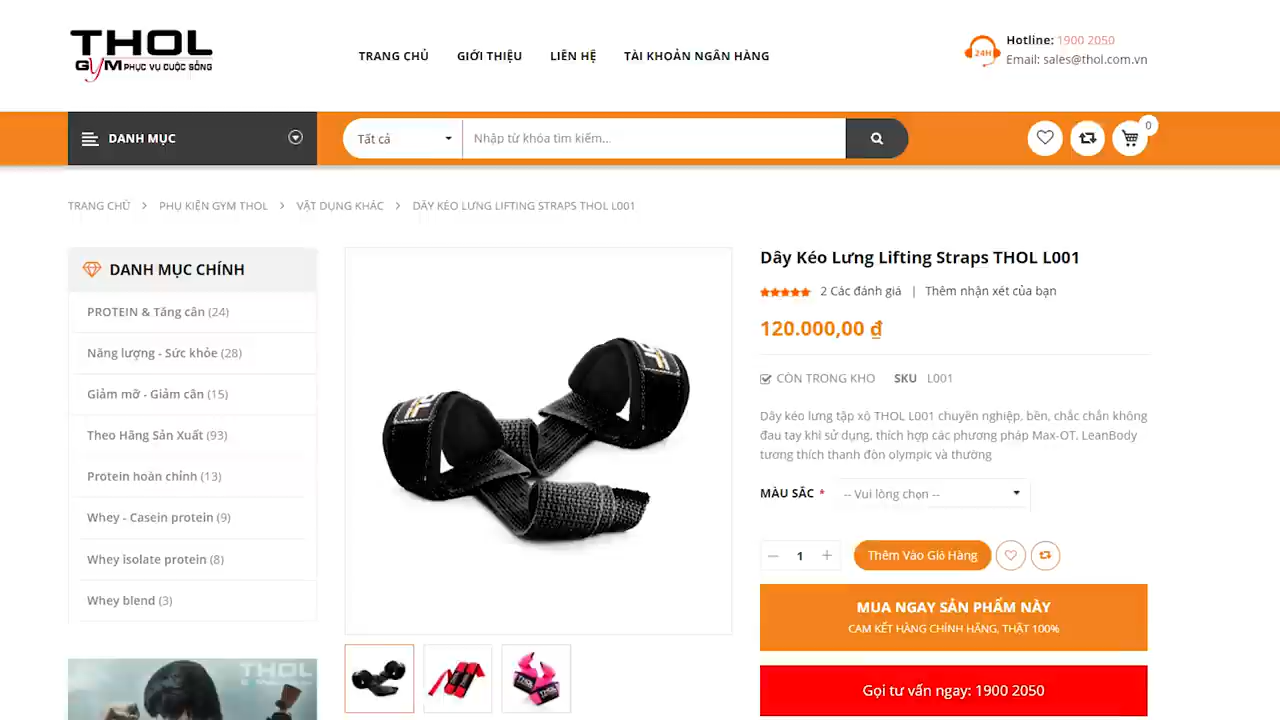 THOL
GYM PHỤC VỤ CUỘC SỐNG
TRANG CHỦ
GIỚI THIỆU
LIÊN HỆ
TÀI KHOẢN NGÂN HÀNG
24H
Hotline: 1900 2050
Email: sales@thol.com.vn
DANH MỤC
Tất cả
Nhập từ khóa tìm kiếm...
0
TRANG CHỦ > PHỤ KIỆN GYM THOL > VẬT DỤNG KHÁC > DÂY KÉO LƯNG LIFTING STRAPS THOL L001
DANH MỤC CHÍNH
PROTEIN & Tăng cân (24)
Năng lượng - Sức khỏe (28)
Giảm mỡ - Giảm cân (15)
Theo Hãng Sản Xuất (93)
Protein hoàn chỉnh (13)
Whey - Casein protein (9)
Whey isolate protein (8)
Whey blend (3)
THOL
Dây Kéo Lưng Lifting Straps THOL L001
2 Các đánh giá | Thêm nhận xét của bạn
120.000,00 ₫
CÒN TRONG KHO SKU L001
Dây kéo lưng tập xô THOL L001 chuyên nghiệp, bền, chắc chắn không
đau tay khi sử dụng, thích hợp các phương pháp Max-OT, LeanBody
tương thích thanh đòn olympic và thường
MÀU SẮC * -- Vui lòng chọn --
1
Thêm Vào Giỏ Hàng
MUA NGAY SẢN PHẨM NÀY
CAM KẾT HÀNG CHÍNH HÃNG, THẬT 100%
Gọi tư vấn ngay: 1900 2050